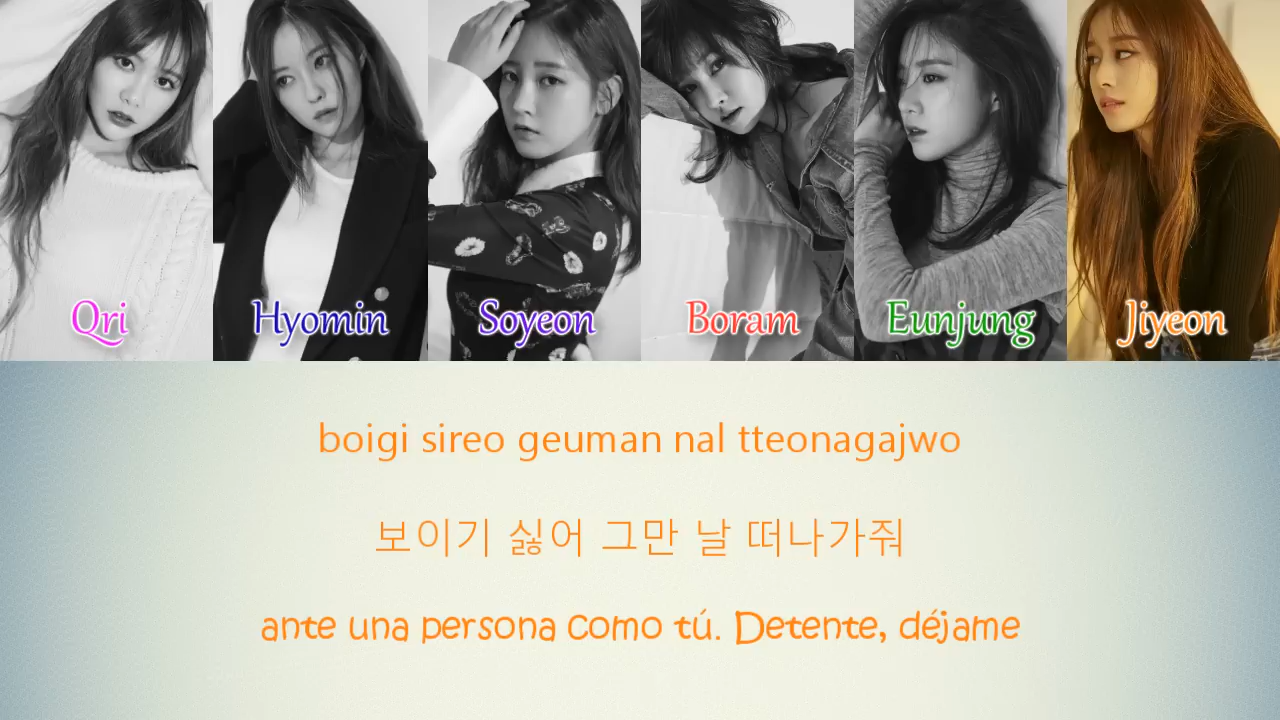 Qri
Hyomin
Soyeon
Boram
Eunjung
Jiyeon
boigi sireo geuman nal tteonagajwo
보이기 싫어 그만 날 떠나가줘
ante una persona como tú. Detente, déjame